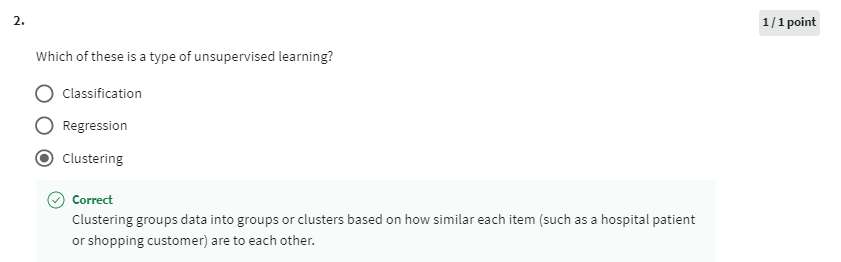 2.
1 / 1 point
Which of these is a type of unsupervised learning?
Classification
Regression
Clustering
Correct
Clustering groups data into groups or clusters based on how similar each item (such as a hospital patient
or shopping customer) are to each other.